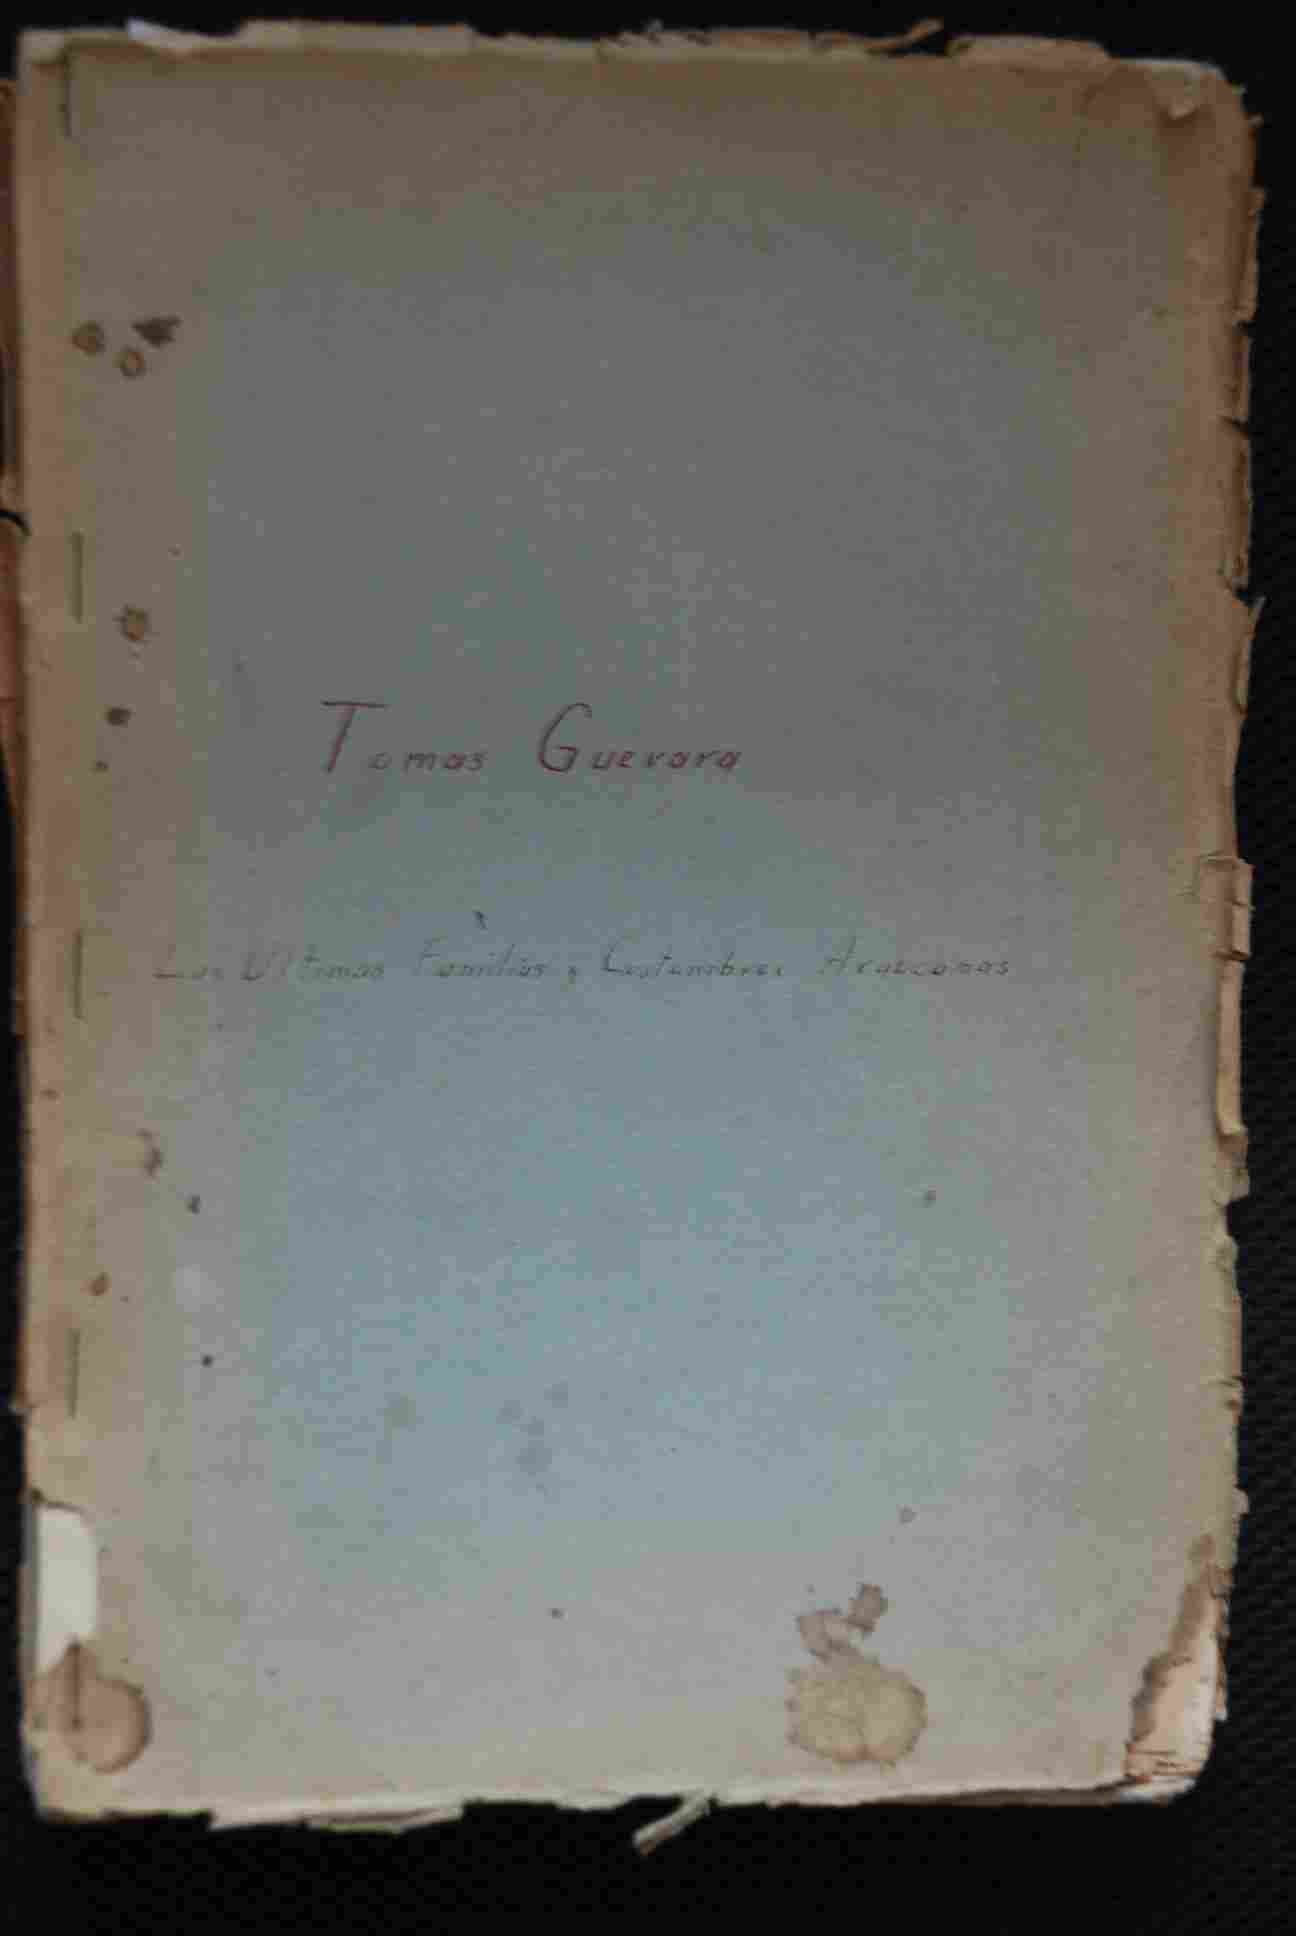 Tomas Guevara
Las Ultimas Familias y Costumbres Araucanas